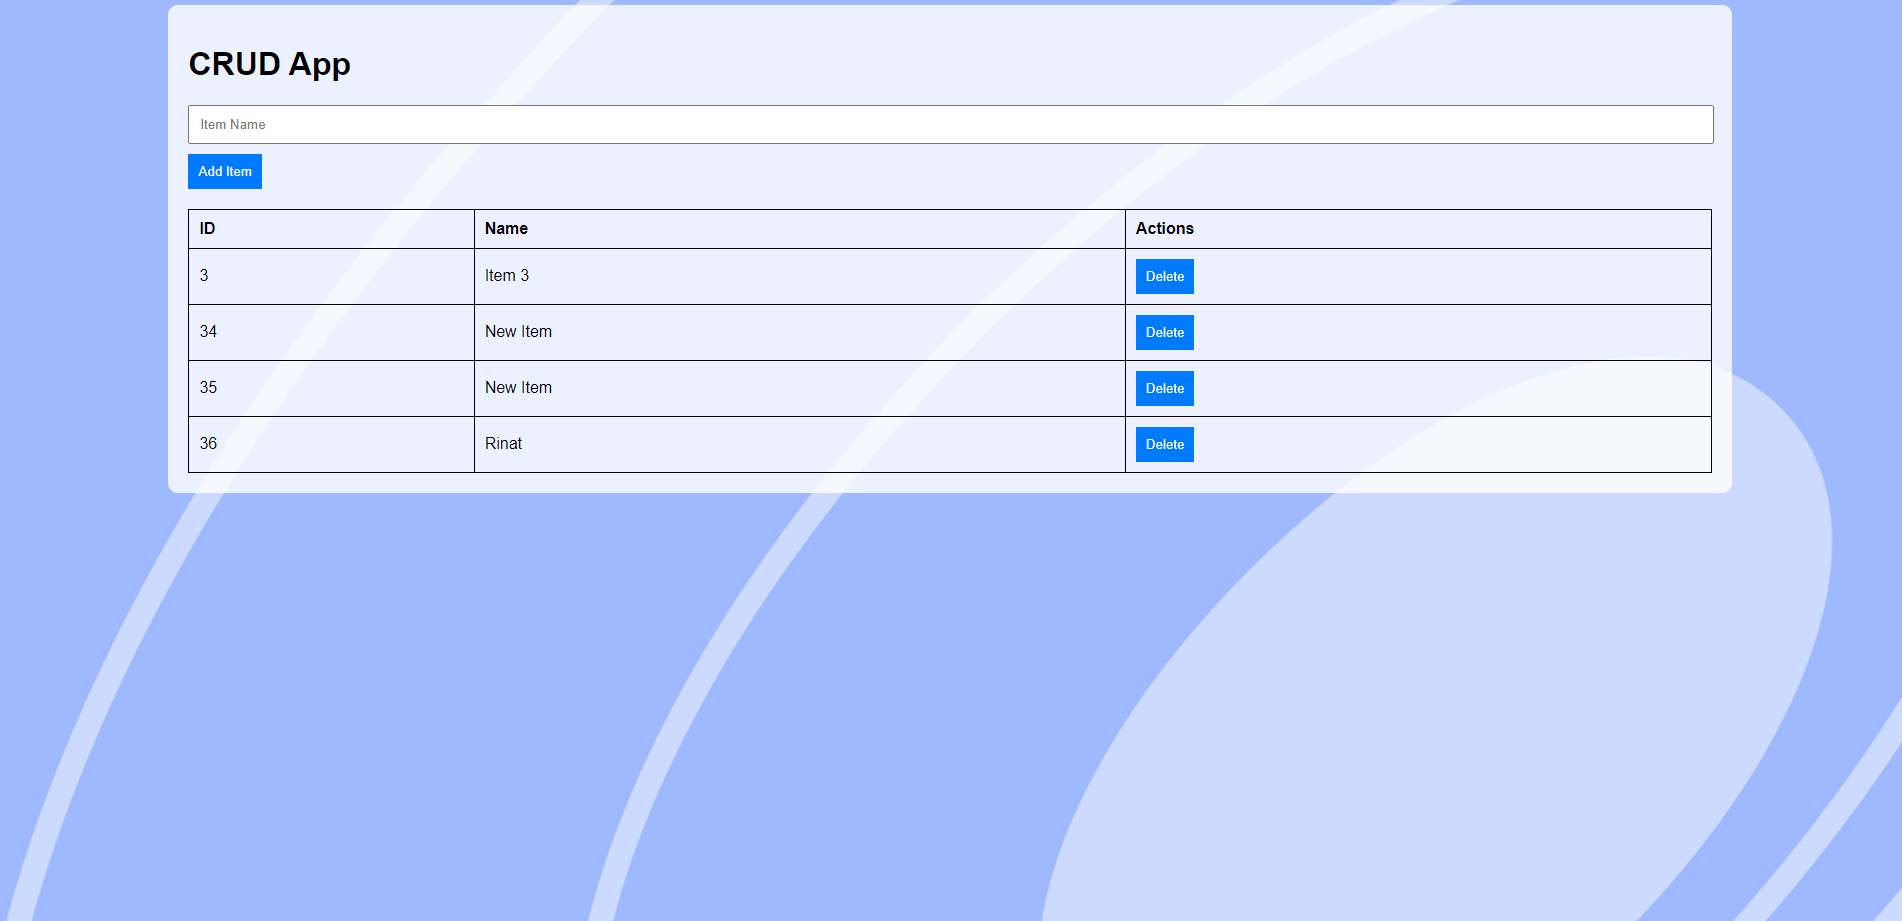 CRUD App
Item Name
Add Item
ID Name Actions
3 Item 3 Delete
34 New Item Delete
35 New Item Delete
36 Rinat Delete